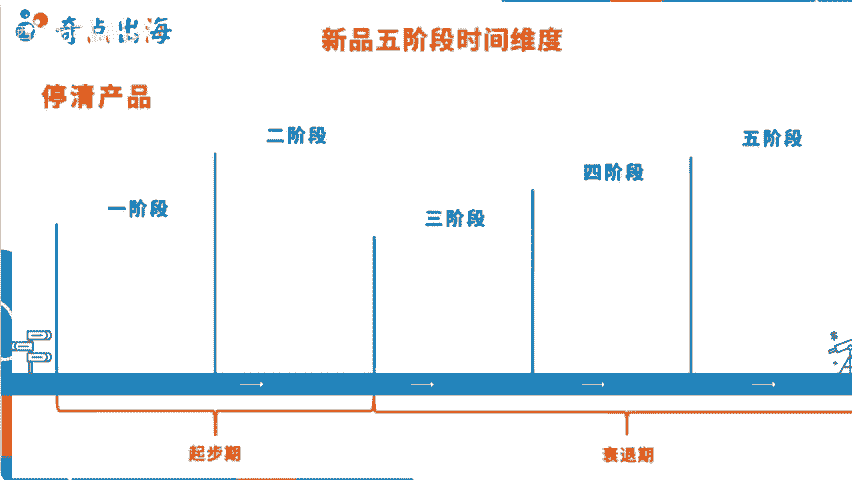 奇点出海
新品五阶段时间维度
停清产品
一阶段
二阶段
三阶段
四阶段
五阶段
起步期
衰退期